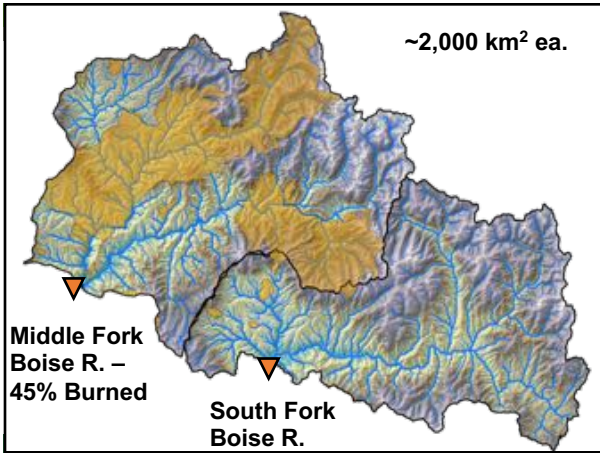 ~2,000 km² ea.
Middle Fork
Boise R. –
45% Burned
South Fork
Boise R.